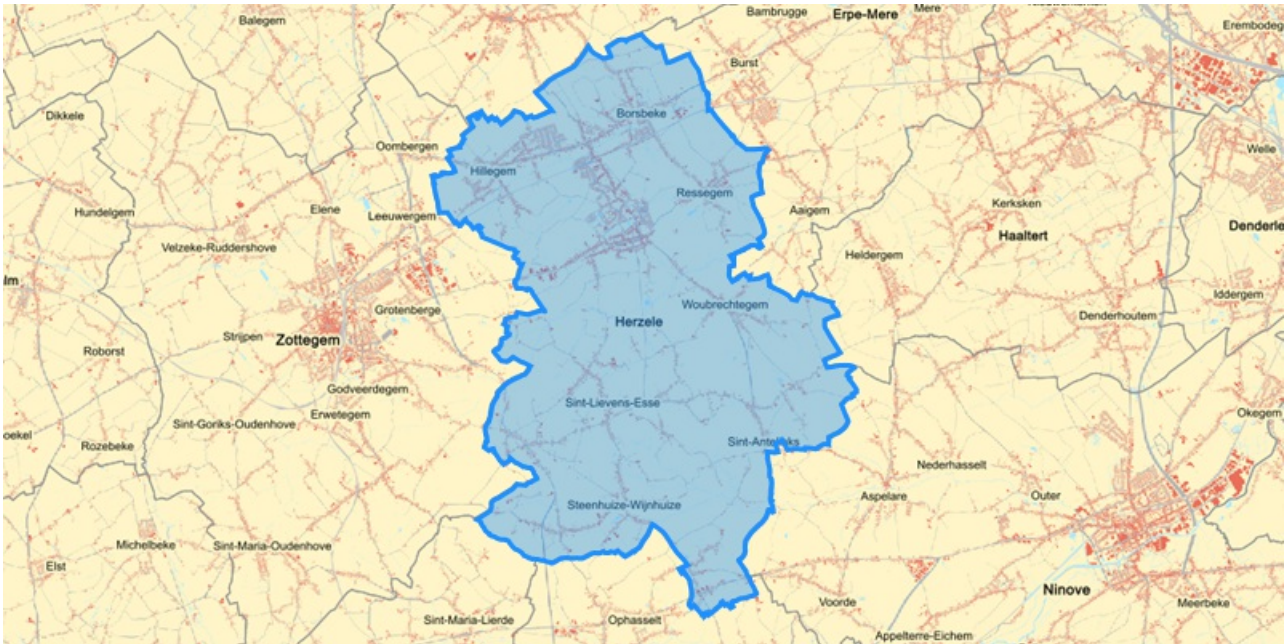 Bambrugge
Erpe-Mere
Mere
Balegem
Erembodeg
Burst
Dikkele
Borsbeke
Oombergen
Welle
Hillegem
Ressegem
Hundelgem
Elene
Leeuwergem
Aaigem
Kerksken
Velzeke-Ruddershove
Haaltert
Denderle
Heldergem
lm
Iddergem
Woubrechtegem
Grotenberge
Herzele
Denderhoutem
Strijpen
Zottegem
Roborst
Godveerdegem
Sint-Lievens-Esse
Erwetegem
Okegem
Sint-Goriks-Oudenhove
oekel
Rozebeke
Nederhasselt
Aspelare
Outer
Steenhuize-Wijnhuize
Michelbeke
Sint-Maria-Oudenhove
Elst
Ninove
Voorde
Meerbeke
Sint-Maria-Lierde
Ophasselt
Appelterre-Eichem